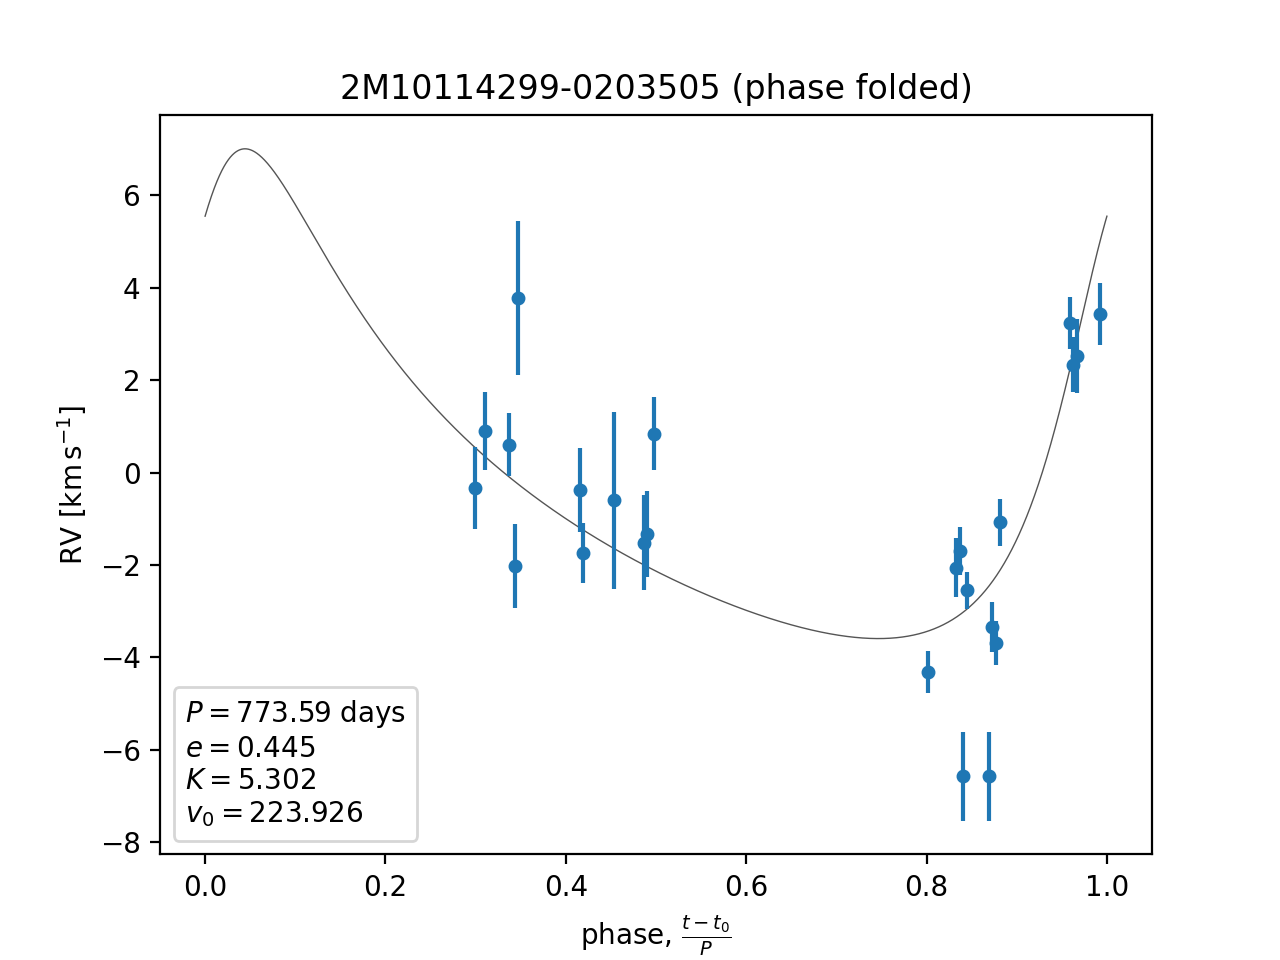 2M10114299-0203505 (phase folded)
RV [km s⁻¹]
6
4
2
0
−2
−4
−6
−8
P = 773.59 days
e = 0.445
K = 5.302
v₀ = 223.926
0.0 0.2 0.4 0.6 0.8 1.0
phase, (t − t₀)/P